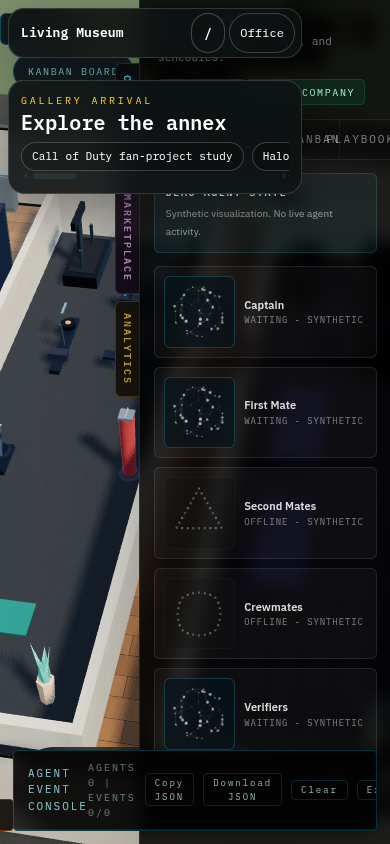 Living Museum
/
Office
and
KANBAN BOARD
GALLERY ARRIVAL
Explore the annex
Call of Duty fan-project study
Halo
COMPANY
PLAYBOOK
MARKETPLACE
ANALYTICS
Synthetic visualization. No live agent
activity.
Captain
WAITING - SYNTHETIC
First Mate
WAITING - SYNTHETIC
Second Mates
OFFLINE - SYNTHETIC
Crewmates
OFFLINE - SYNTHETIC
Verifiers
WAITING - SYNTHETIC
AGENT
EVENT
CONSOLE
AGENTS
0 |
EVENTS
0/0
Copy
JSON
Download
JSON
Clear